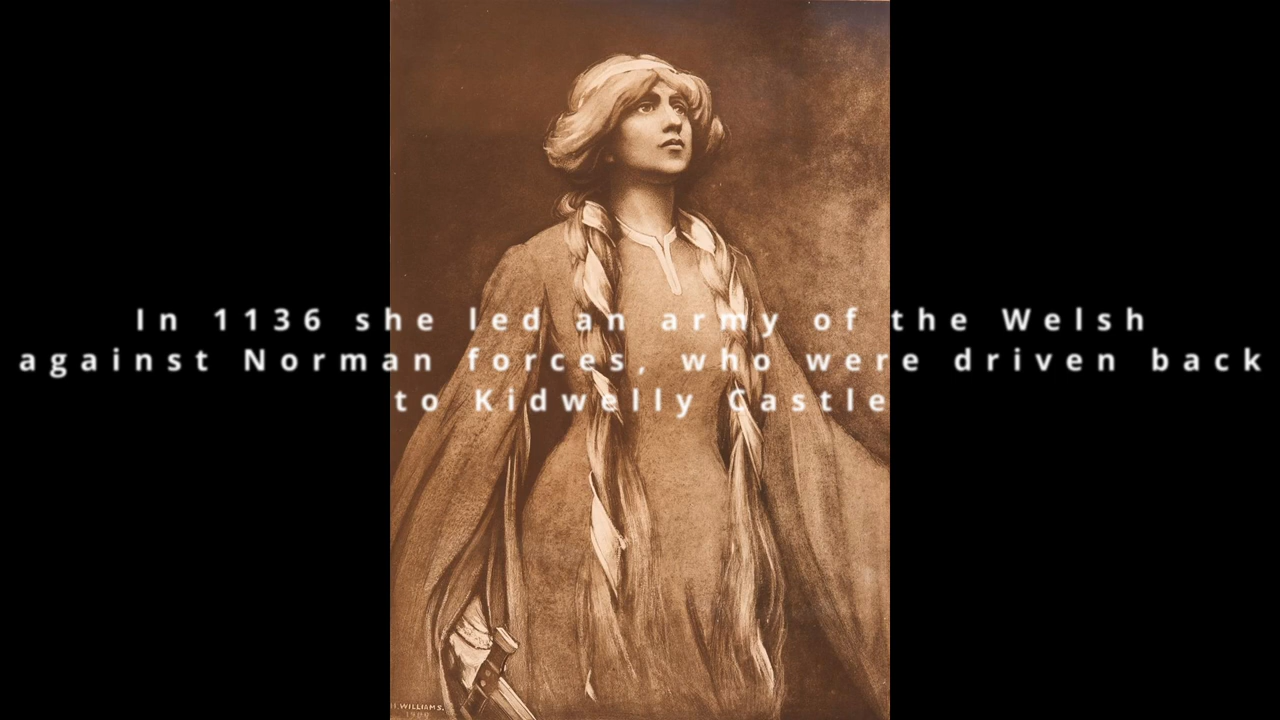 In 1136 she led an army of the Welsh
against Norman forces, who were driven back
to Kidwelly Castle
H.WILLIAMS.